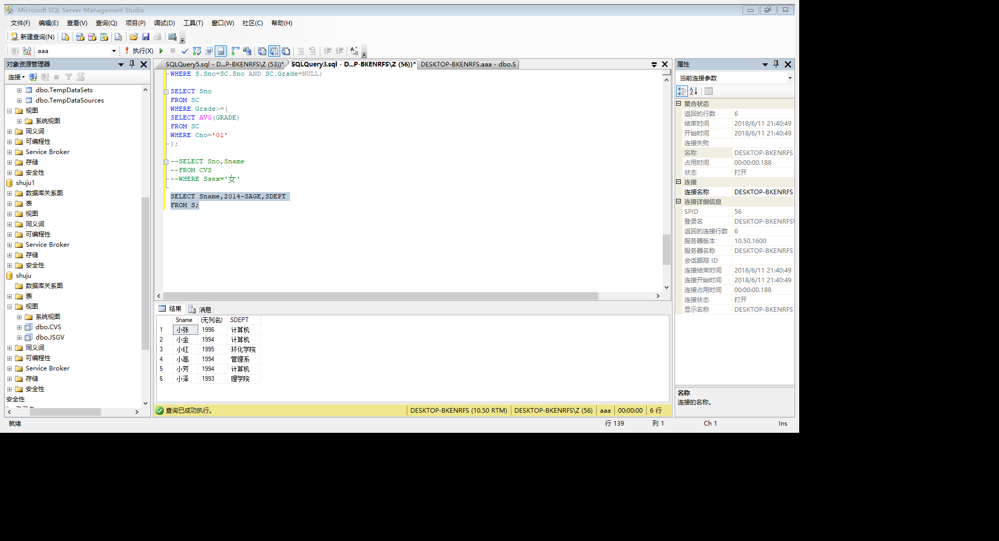 Microsoft SQL Server Management Studio
文件(F) 编辑(E) 查看(V) 查询(Q) 项目(P) 调试(D) 工具(T) 窗口(W) 社区(C) 帮助(H)
新建查询(N)
aaa 执行(X)
对象资源管理器
连接
dbo.TempDataSets
dbo.TempDataSources
视图
系统视图
同义词
可编程性
Service Broker
存储
安全性
shuju1
数据库关系图
表
视图
同义词
可编程性
Service Broker
存储
安全性
shuju
数据库关系图
表
视图
系统视图
dbo.CVS
dbo.JSGV
同义词
可编程性
Service Broker
存储
安全性
安全性
SQLQuery5.sql - D...P-BKENRFS\Z (53))* SQLQuery3.sql - D...P-BKENRFS\Z (56))* DESKTOP-BKENRFS.aaa - dbo.S
WHERE S.Sno=SC.Sno AND SC.Grade=NULL;
SELECT Sno
FROM SC
WHERE Grade>=(
SELECT AVG(GRADE)
FROM SC
WHERE Cno='01'
);
--SELECT Sno,Sname
--FROM CVS
--WHERE Ssex='女'
SELECT Sname,2014-SAGE,SDEPT
FROM S;
结果 消息
Sname (无列名) SDEPT
1 小张 1996 计算机
2 小金 1994 计算机
3 小红 1995 环化学院
4 小高 1994 管理系
5 小芳 1994 计算机
6 小泽 1993 理学院
查询已成功执行。 DESKTOP-BKENRFS (10.50 RTM) DESKTOP-BKENRFS\Z (56) aaa 00:00:00 6 行
属性
当前连接参数
聚合状态
返回的行数 6
结束时间 2018/6/11 21:40:49
开始时间 2018/6/11 21:40:49
连接失败
名称 DESKTOP-BKENRFS
占用时间 00:00:00.188
状态 打开
连接
连接名称 DESKTOP-BKENRFS
连接详细信息
SPID 56
登录名 DESKTOP-BKENRFS\
返回的连接行数 6
服务器版本 10.50.1600
服务器名称 DESKTOP-BKENRFS
会话跟踪 ID
连接结束时间 2018/6/11 21:40:49
连接开始时间 2018/6/11 21:40:49
连接占用时间 00:00:00.188
连接状态 打开
显示名称 DESKTOP-BKENRFS
名称
连接的名称。
就绪 行 139 列 1 Ch 1 Ins